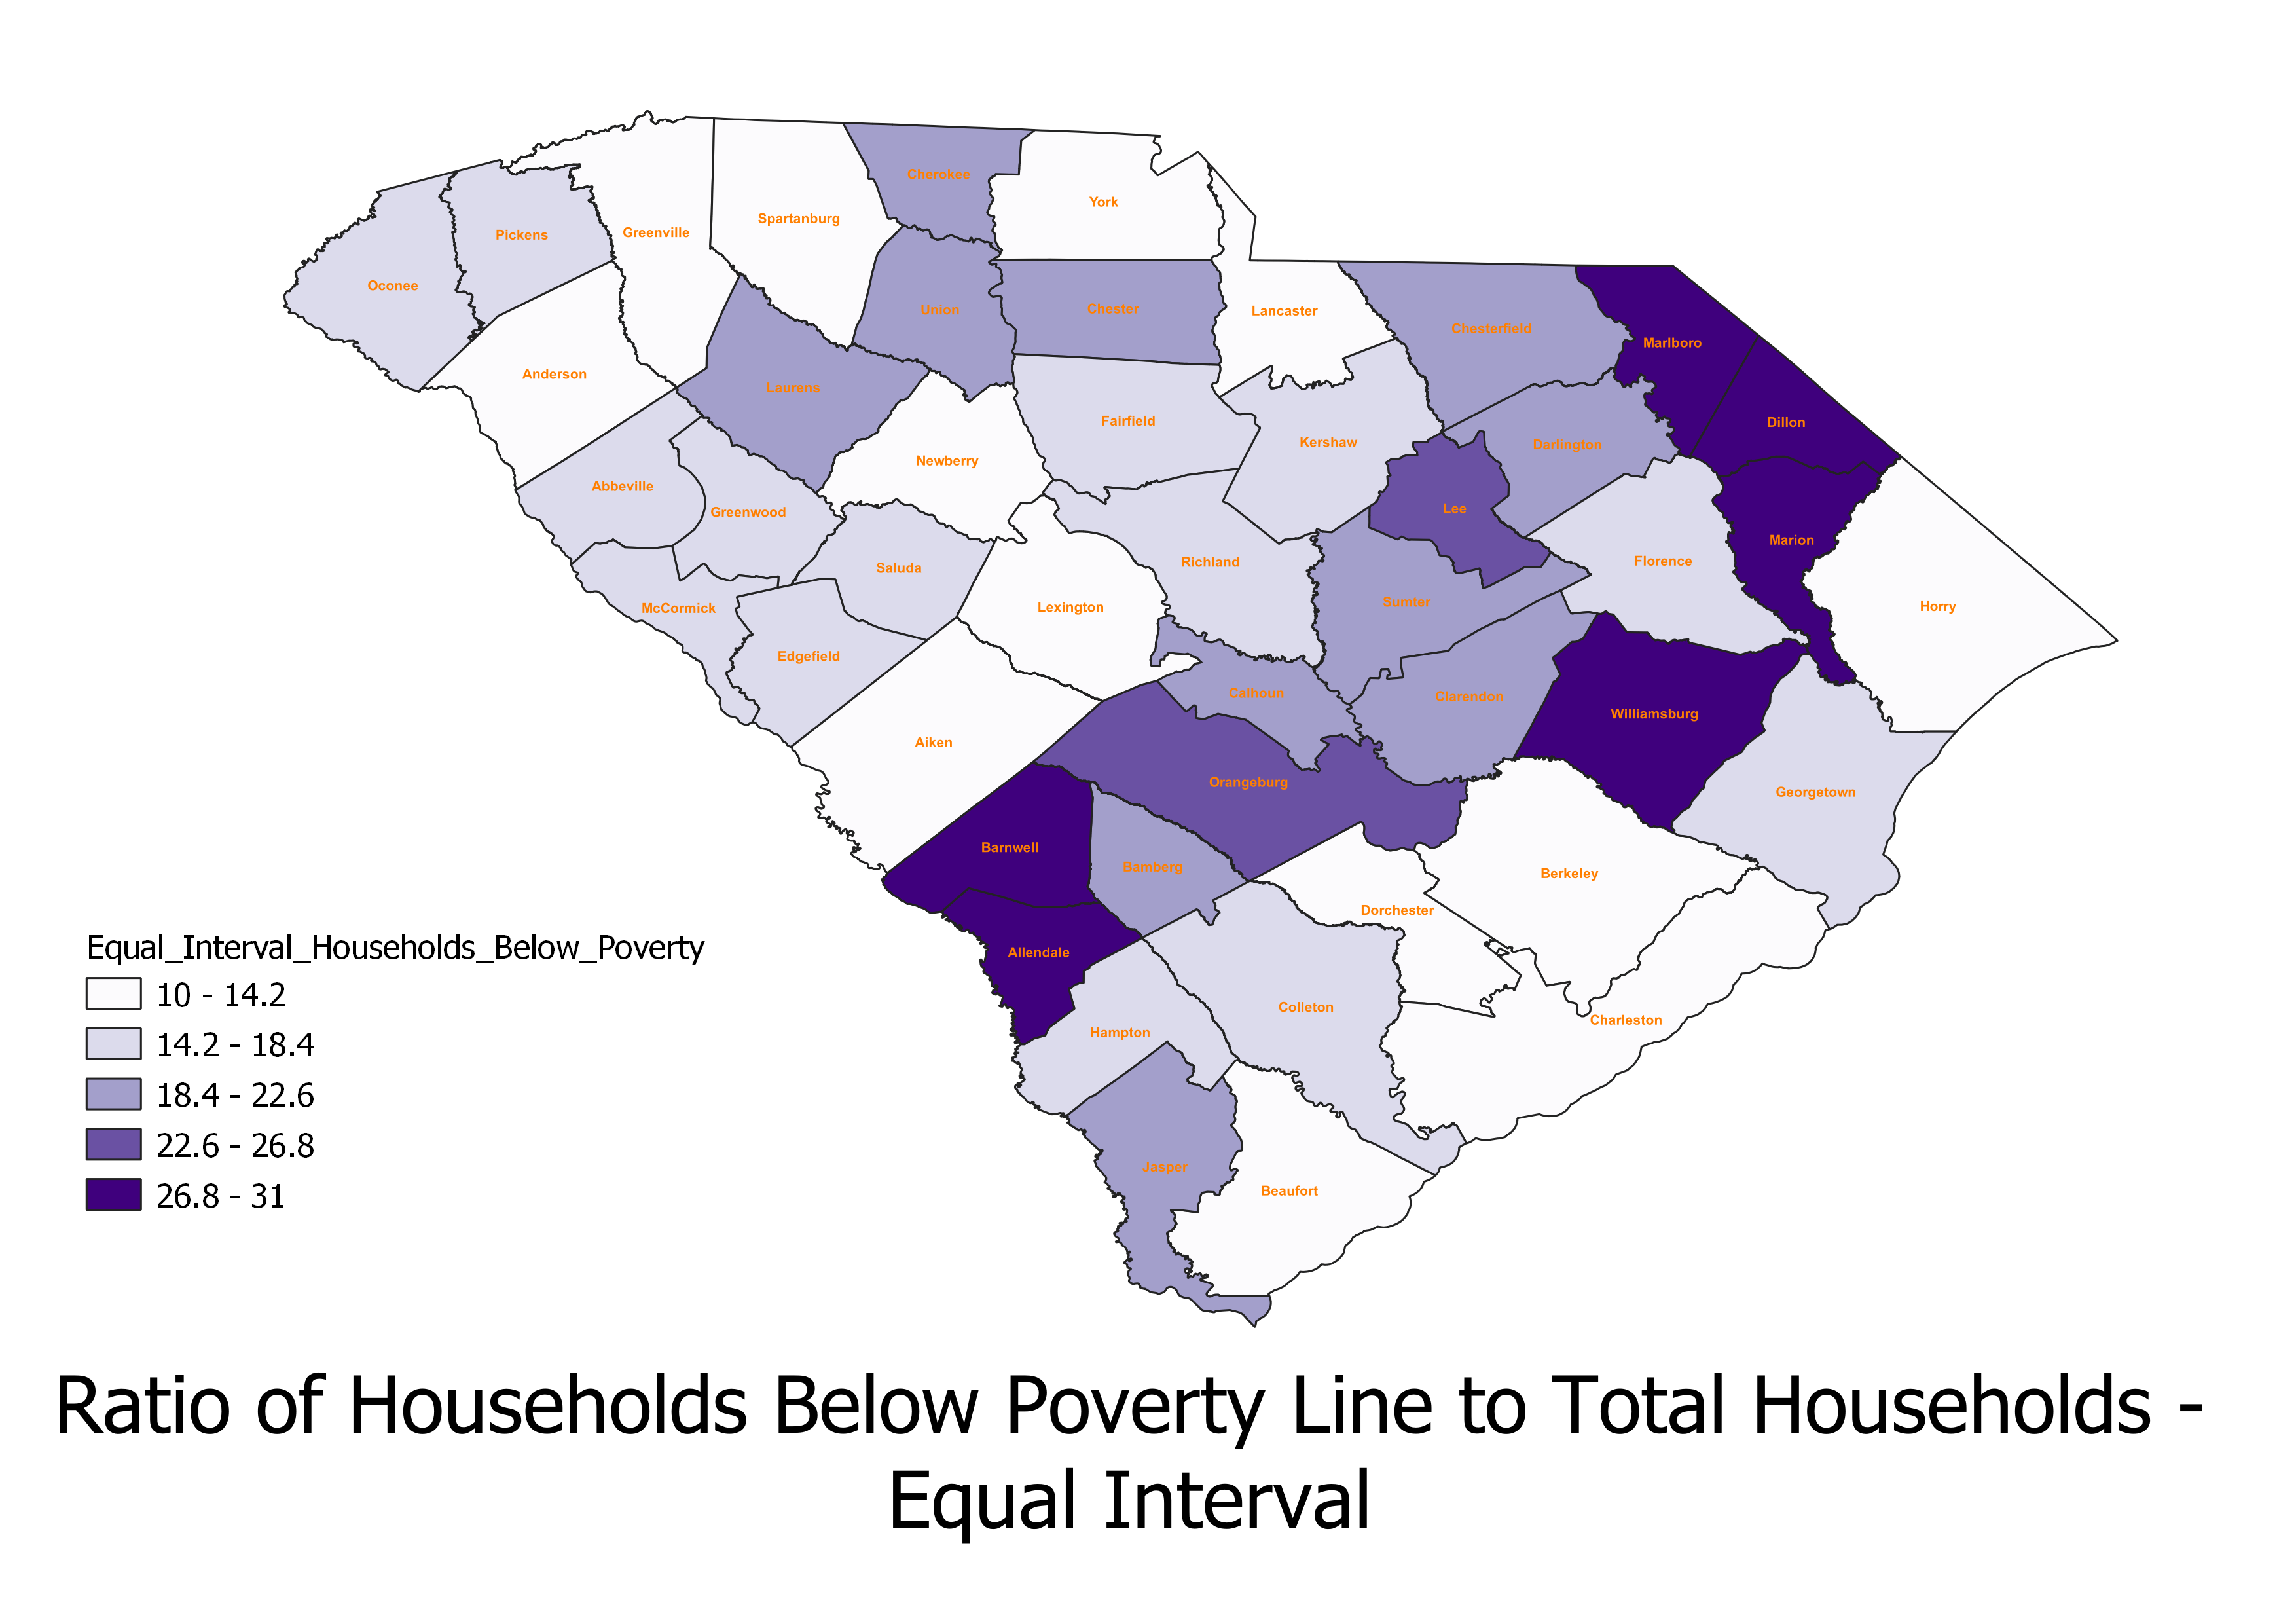 Cherokee
York
Spartanburg
Greenville
Pickens
Oconee
Union
Chester
Lancaster
Chesterfield
Marlboro
Anderson
Laurens
Fairfield
Dillon
Kershaw
Darlington
Newberry
Abbeville
Greenwood
Lee
Marion
Richland
Florence
Saluda
McCormick
Lexington
Sumter
Horry
Edgefield
Calhoun
Clarendon
Williamsburg
Aiken
Orangeburg
Georgetown
Barnwell
Bamberg
Berkeley
Dorchester
Allendale
Colleton
Charleston
Hampton
Jasper
Beaufort
Equal_Interval_Households_Below_Poverty
10 - 14.2
14.2 - 18.4
18.4 - 22.6
22.6 - 26.8
26.8 - 31
Ratio of Households Below Poverty Line to Total Households -
Equal Interval